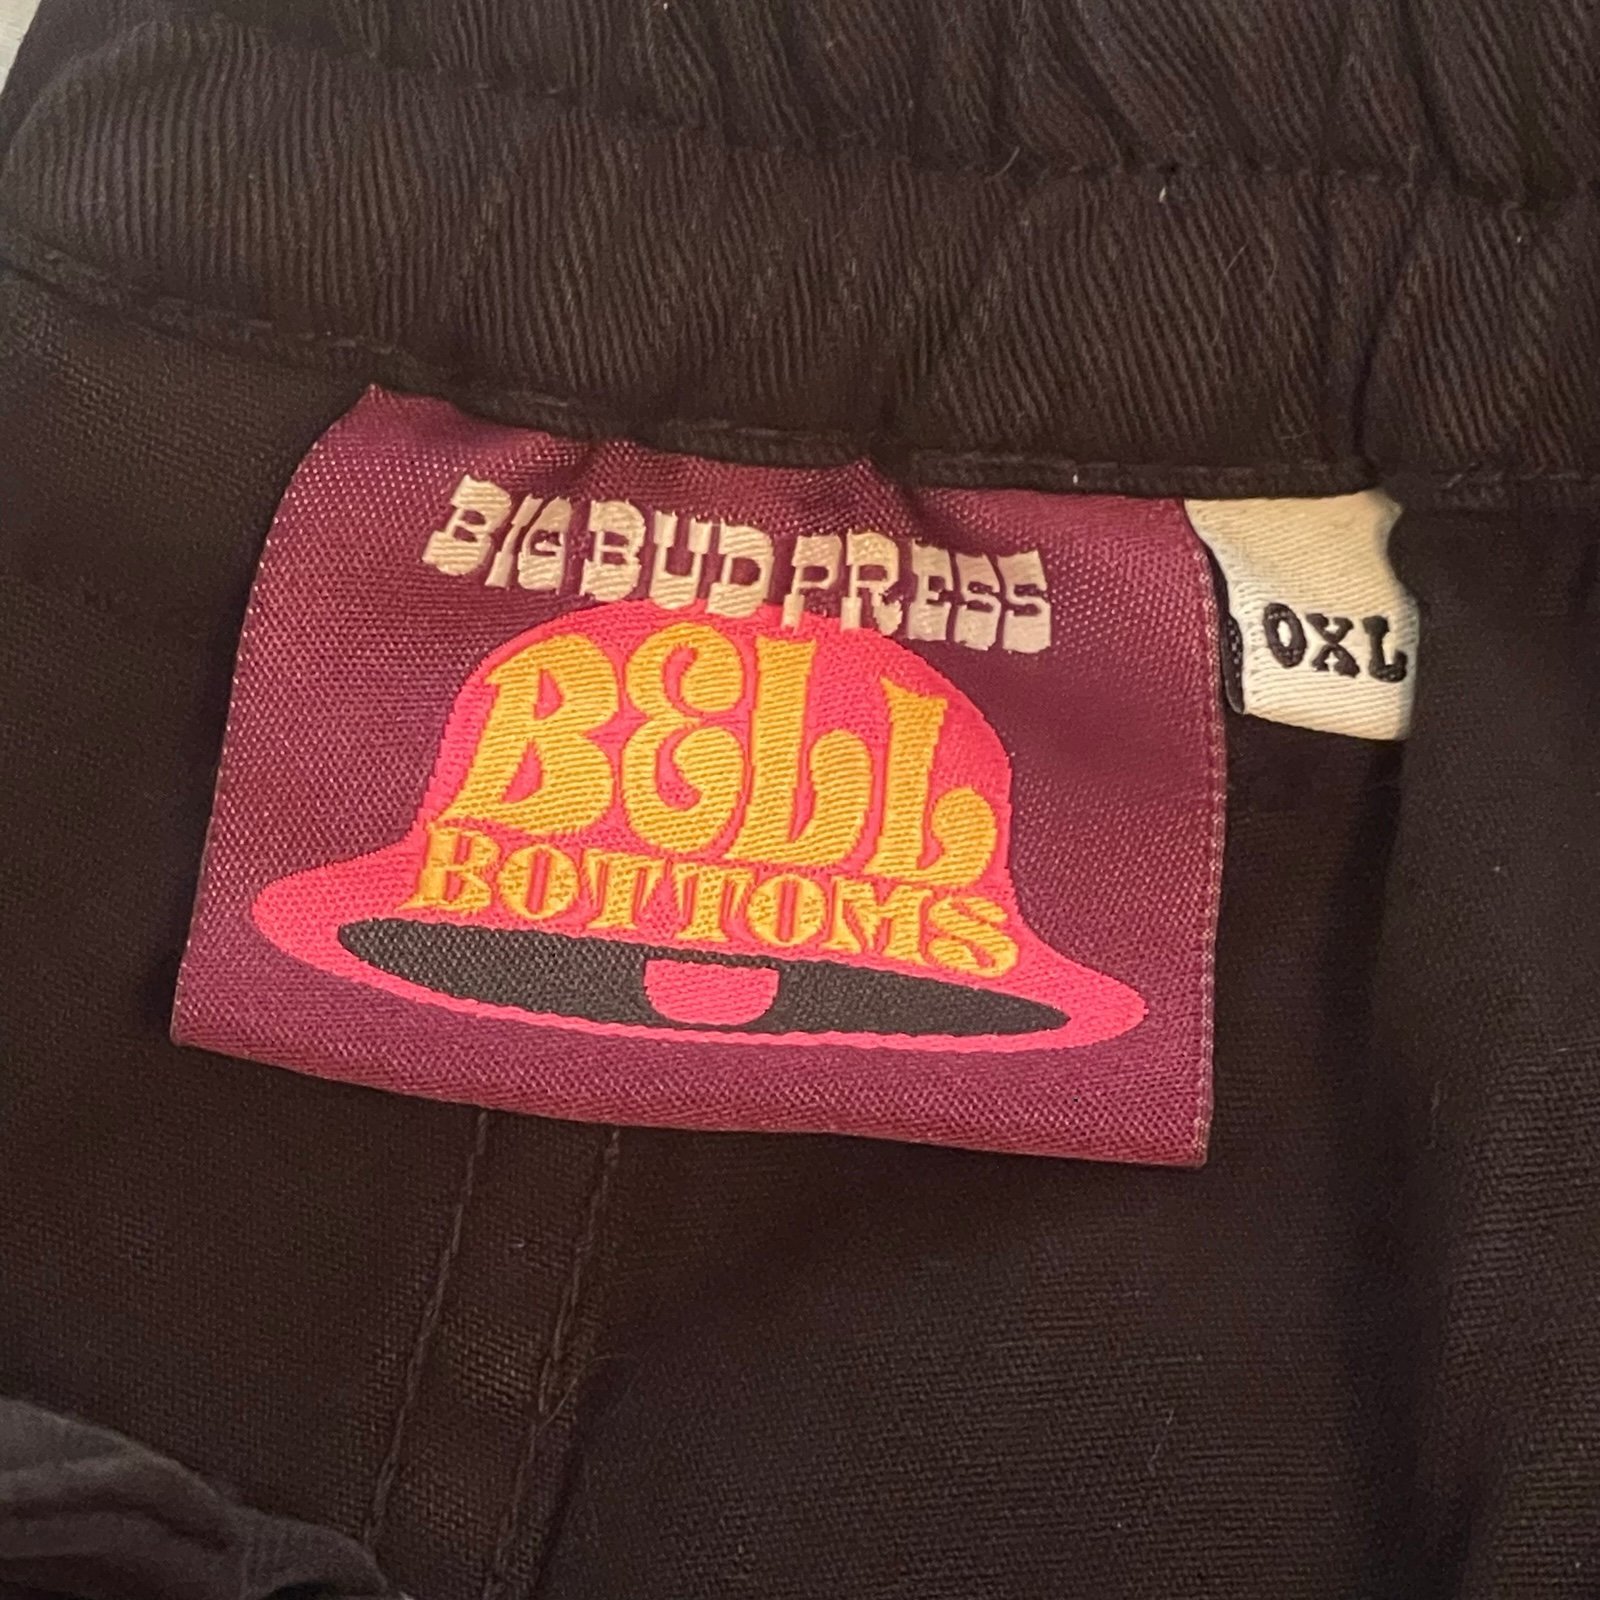 BIG BUD PRESS
BELL
BOTTOMS
0XL